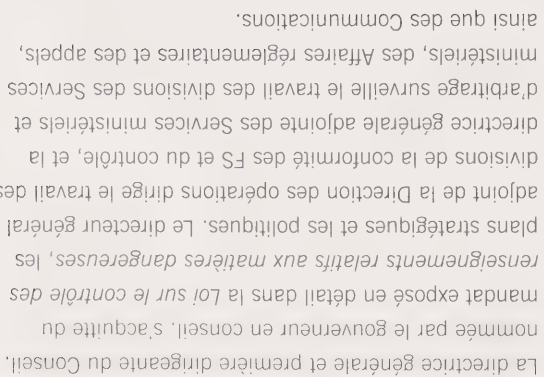 La directrice générale et première dirigeante du Conseil.
nommée par le gouverneur en conseil. s'acquitte du
mandat exposé en détail dans la Loi sur le contrôle des
renseignements relatifs aux matières dangereuses, les
plans stratégiques et les politiques. Le directeur général
adjoint de la Direction des opérations dirige le travail des
divisions de la conformité des FS et du contrôle, et la
directrice générale adjointe des Services ministériels et
d'arbitrage surveille le travail des divisions des Services
ministériels, des Affaires réglementaires et des appels,
ainsi que des Communications.